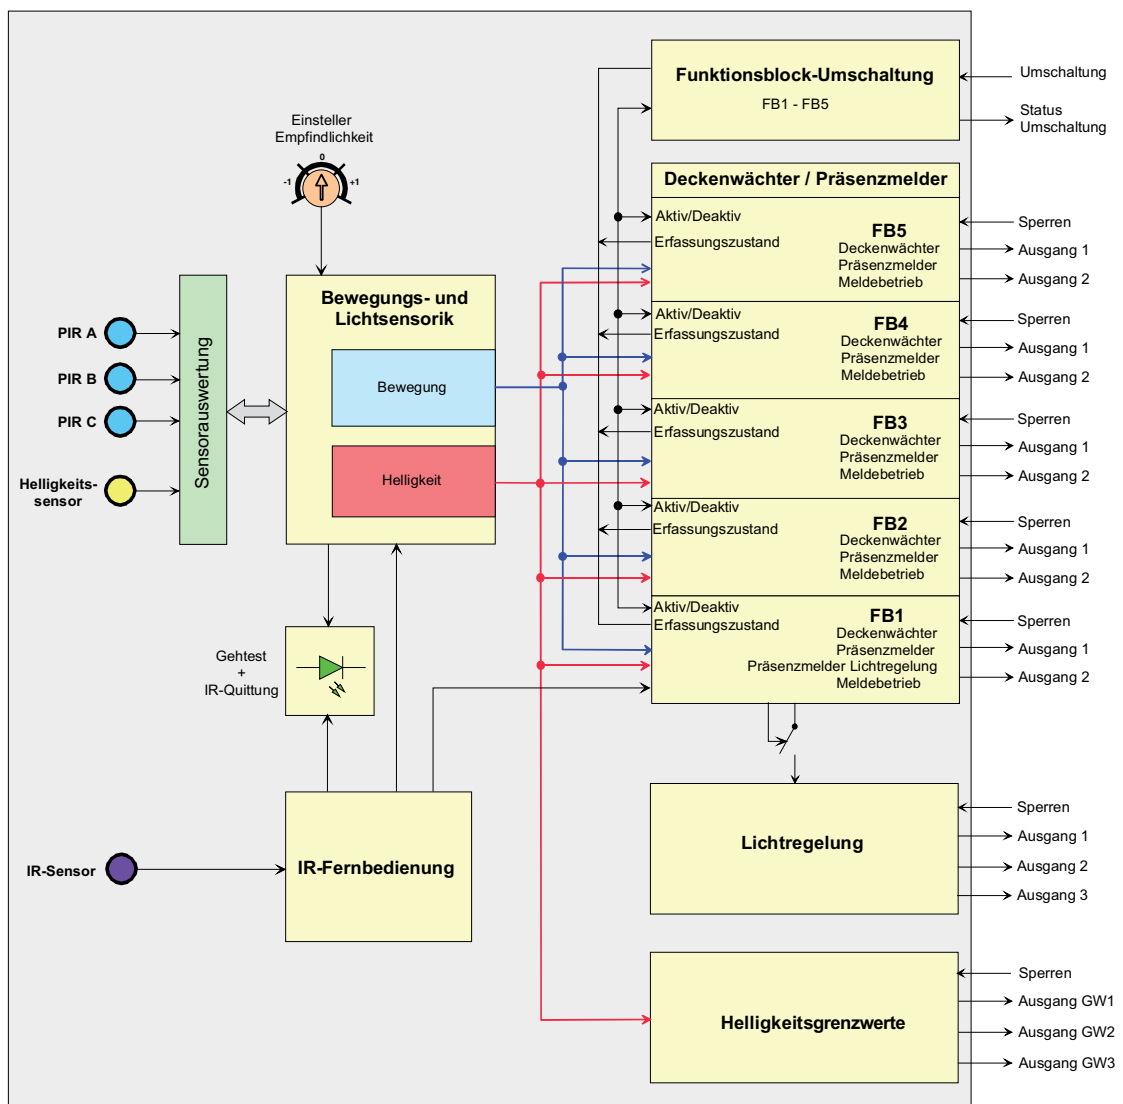 Funktionsblock-Umschaltung
FB1 - FB5
Umschaltung
Status
Umschaltung
Einsteller
Empfindlichkeit
0
-1
+1
Deckenwächter / Präsenzmelder
Aktiv/Deaktiv
Erfassungszustand
FB5
Deckenwächter
Präsenzmelder
Meldebetrieb
Sperren
Ausgang 1
Ausgang 2
Aktiv/Deaktiv
Erfassungszustand
FB4
Deckenwächter
Präsenzmelder
Meldebetrieb
Sperren
Ausgang 1
Ausgang 2
Aktiv/Deaktiv
Erfassungszustand
FB3
Deckenwächter
Präsenzmelder
Meldebetrieb
Sperren
Ausgang 1
Ausgang 2
Aktiv/Deaktiv
Erfassungszustand
FB2
Deckenwächter
Präsenzmelder
Meldebetrieb
Sperren
Ausgang 1
Ausgang 2
Aktiv/Deaktiv
Erfassungszustand
FB1
Deckenwächter
Präsenzmelder
Präsenzmelder Lichtregelung
Meldebetrieb
Sperren
Ausgang 1
Ausgang 2
PIR A
PIR B
PIR C
Helligkeits-
sensor
Sensorauswertung
Bewegungs- und
Lichtsensorik
Bewegung
Helligkeit
Gehtest
+
IR-Quittung
IR-Sensor
IR-Fernbedienung
Lichtregelung
Sperren
Ausgang 1
Ausgang 2
Ausgang 3
Helligkeitsgrenzwerte
Sperren
Ausgang GW1
Ausgang GW2
Ausgang GW3